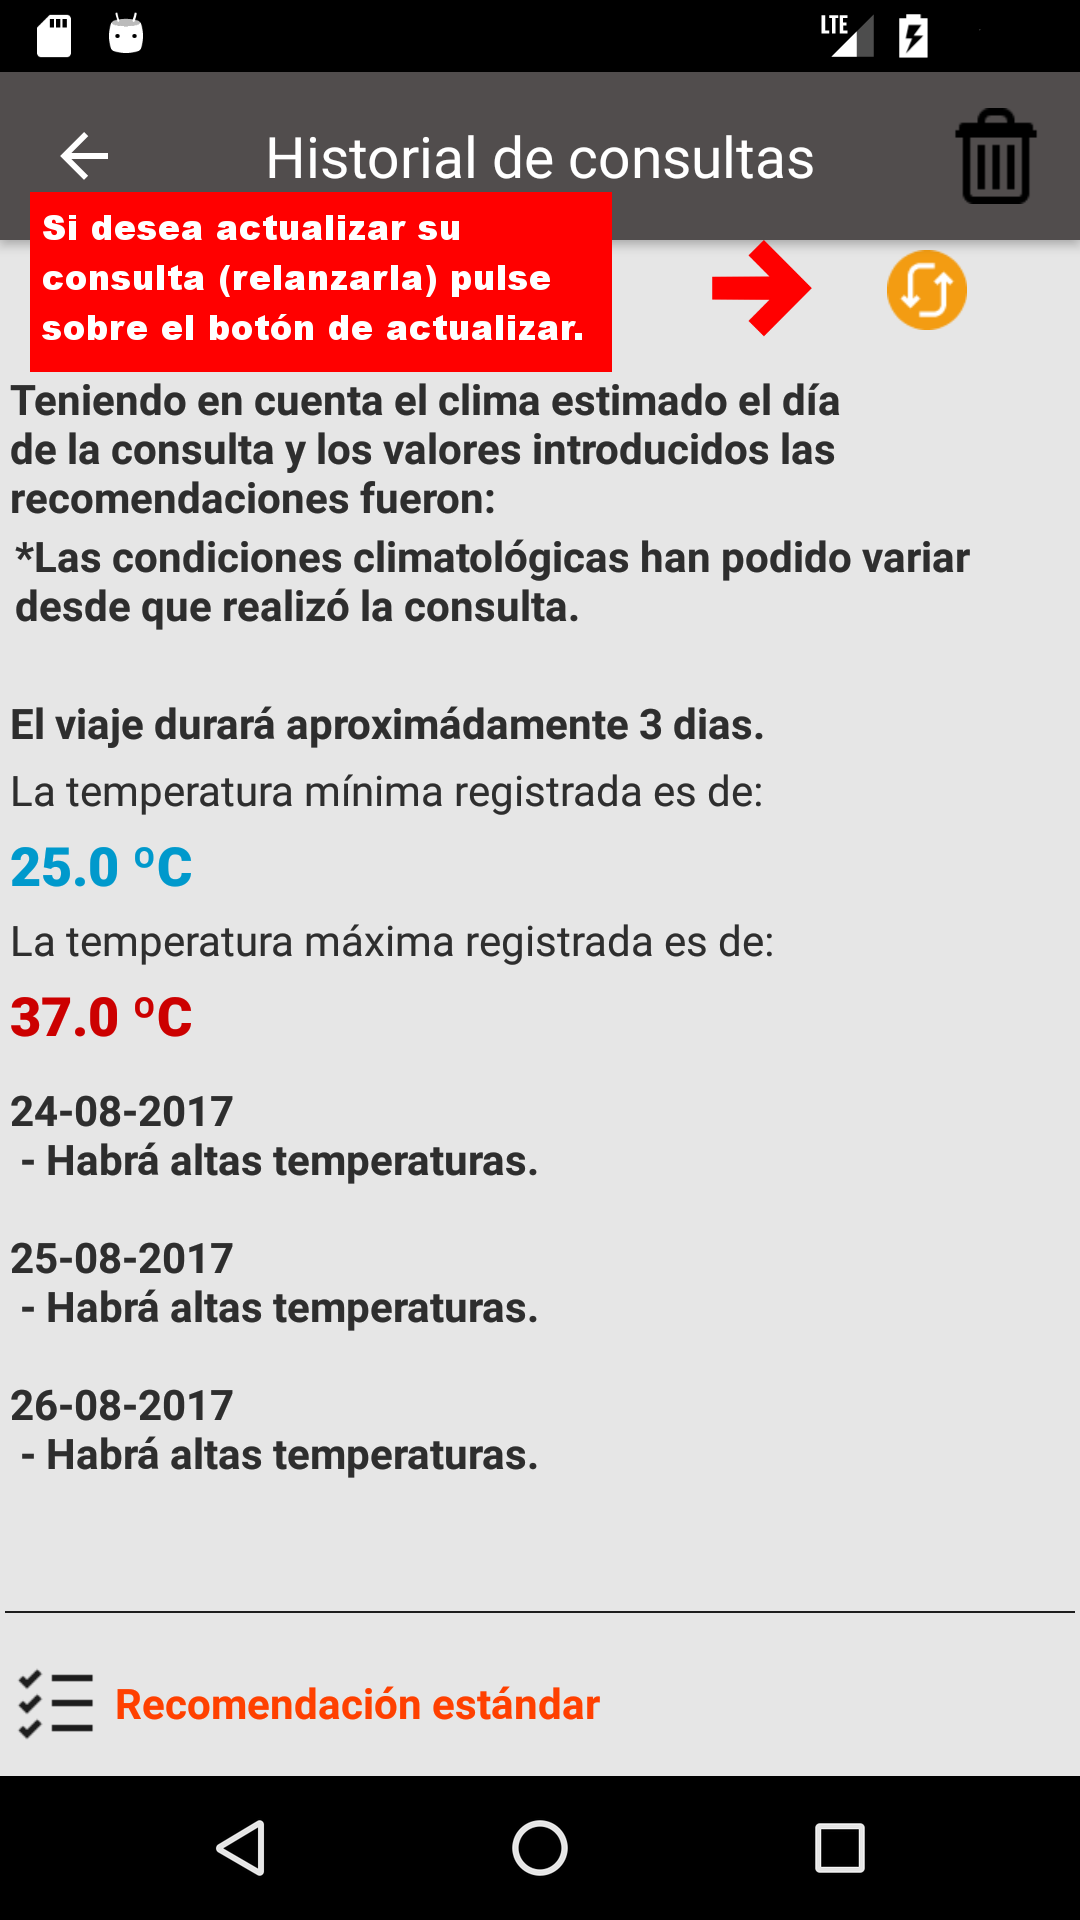 LTE
Historial de consultas
Si desea actualizar su
consulta (relanzarla) pulse
sobre el botón de actualizar.
Teniendo en cuenta el clima estimado el día
de la consulta y los valores introducidos las
recomendaciones fueron:
*Las condiciones climatológicas han podido variar
desde que realizó la consulta.
El viaje durará aproximádamente 3 dias.
La temperatura mínima registrada es de:
25.0 ºC
La temperatura máxima registrada es de:
37.0 ºC
24-08-2017
- Habrá altas temperaturas.
25-08-2017
- Habrá altas temperaturas.
26-08-2017
- Habrá altas temperaturas.
Recomendación estándar